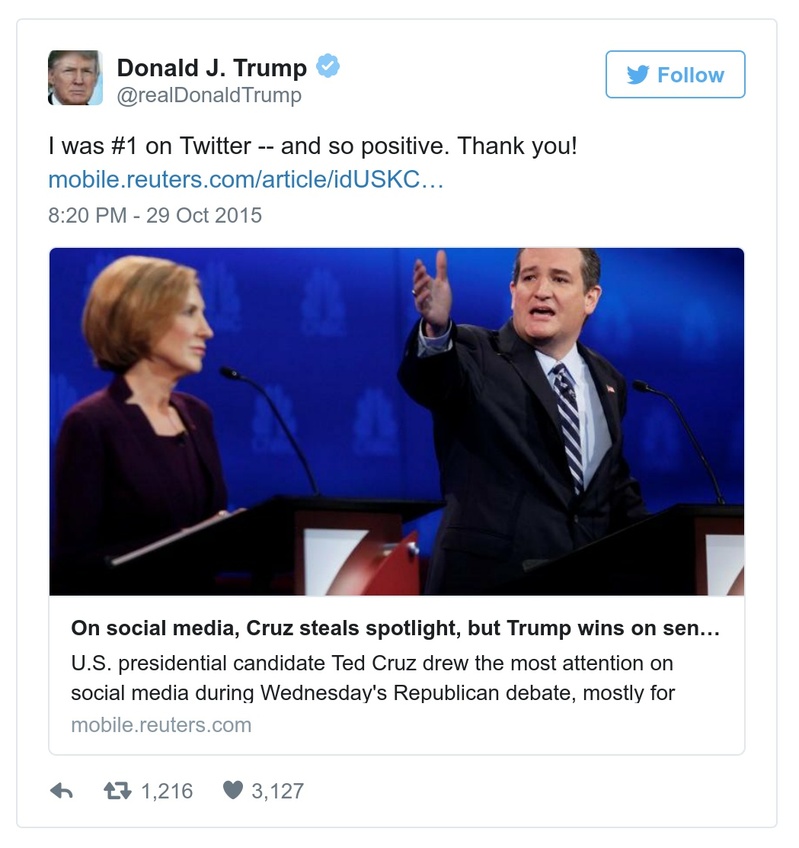 Donald J. Trump
@realDonaldTrump
Follow
I was #1 on Twitter -- and so positive. Thank you!
mobile.reuters.com/article/idUSKC…
8:20 PM - 29 Oct 2015
On social media, Cruz steals spotlight, but Trump wins on sen…
U.S. presidential candidate Ted Cruz drew the most attention on
social media during Wednesday's Republican debate, mostly for
mobile.reuters.com
1,216 3,127